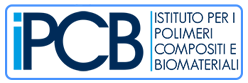 iPCB
ISTITUTO PER I
POLIMERI
COMPOSITI E
BIOMATERIALI